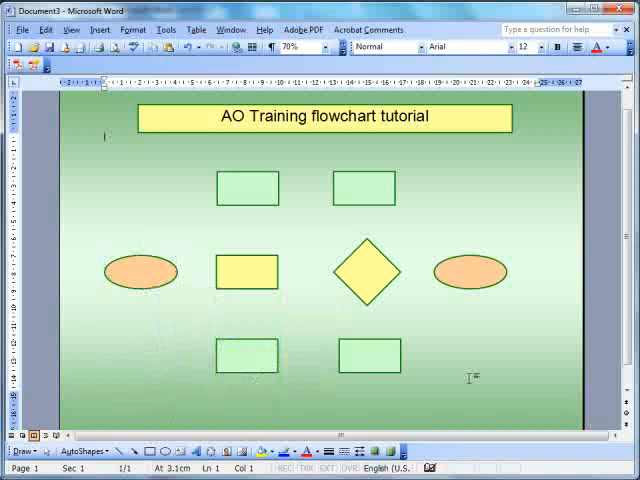 Document3 - Microsoft Word
File Edit View Insert Format Tools Table Window Help Adobe PDF Acrobat Comments Type a question for help
70% Normal Arial 12 B A
AO Training flowchart tutorial
Draw AutoShapes
Page 1 Sec 1 1/1 At 3.1cm Ln 1 Col 1 REC TRK EXT OVR English (U.S.